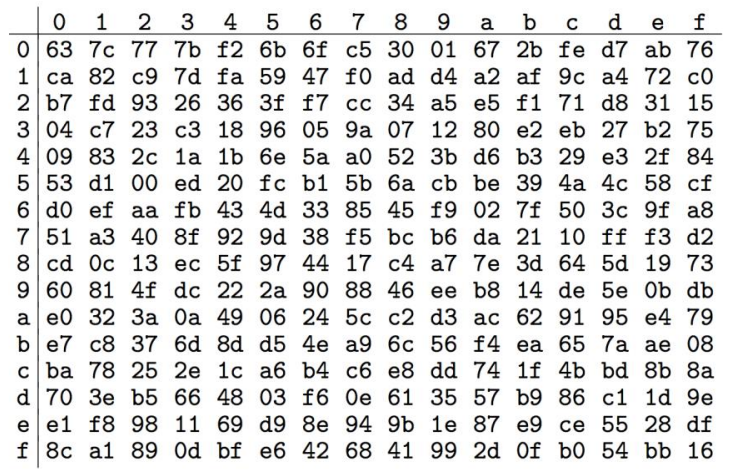 0 1 2 3 4 5 6 7 8 9 a b c d e f
0 63 7c 77 7b f2 6b 6f c5 30 01 67 2b fe d7 ab 76
1 ca 82 c9 7d fa 59 47 f0 ad d4 a2 af 9c a4 72 c0
2 b7 fd 93 26 36 3f f7 cc 34 a5 e5 f1 71 d8 31 15
3 04 c7 23 c3 18 96 05 9a 07 12 80 e2 eb 27 b2 75
4 09 83 2c 1a 1b 6e 5a a0 52 3b d6 b3 29 e3 2f 84
5 53 d1 00 ed 20 fc b1 5b 6a cb be 39 4a 4c 58 cf
6 d0 ef aa fb 43 4d 33 85 45 f9 02 7f 50 3c 9f a8
7 51 a3 40 8f 92 9d 38 f5 bc b6 da 21 10 ff f3 d2
8 cd 0c 13 ec 5f 97 44 17 c4 a7 7e 3d 64 5d 19 73
9 60 81 4f dc 22 2a 90 88 46 ee b8 14 de 5e 0b db
a e0 32 3a 0a 49 06 24 5c c2 d3 ac 62 91 95 e4 79
b e7 c8 37 6d 8d d5 4e a9 6c 56 f4 ea 65 7a ae 08
c ba 78 25 2e 1c a6 b4 c6 e8 dd 74 1f 4b bd 8b 8a
d 70 3e b5 66 48 03 f6 0e 61 35 57 b9 86 c1 1d 9e
e e1 f8 98 11 69 d9 8e 94 9b 1e 87 e9 ce 55 28 df
f 8c a1 89 0d bf e6 42 68 41 99 2d 0f b0 54 bb 16